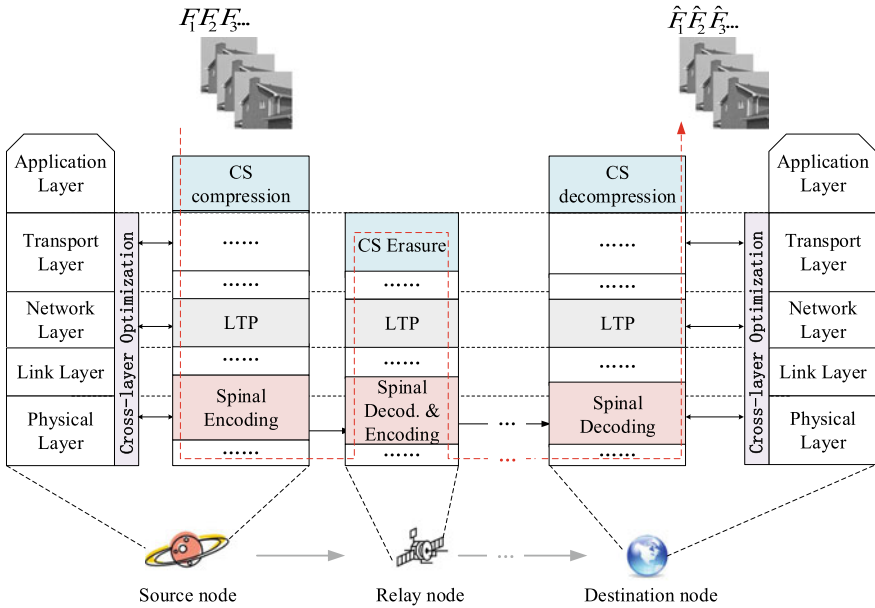 F₁F₂F₃...
F̂₁F̂₂F̂₃...
Application
Layer
Transport
Layer
Network
Layer
Link Layer
Physical
Layer
Cross-layer Optimization
CS
compression
......
......
LTP
......
Spinal
Encoding
......
CS Erasure
......
LTP
......
Spinal
Decod. &
Encoding
......
...
...
CS
decompression
......
......
LTP
......
Spinal
Decoding
......
Cross-layer Optimization
Application
Layer
Transport
Layer
Network
Layer
Link Layer
Physical
Layer
...
Source node
Relay node
Destination node